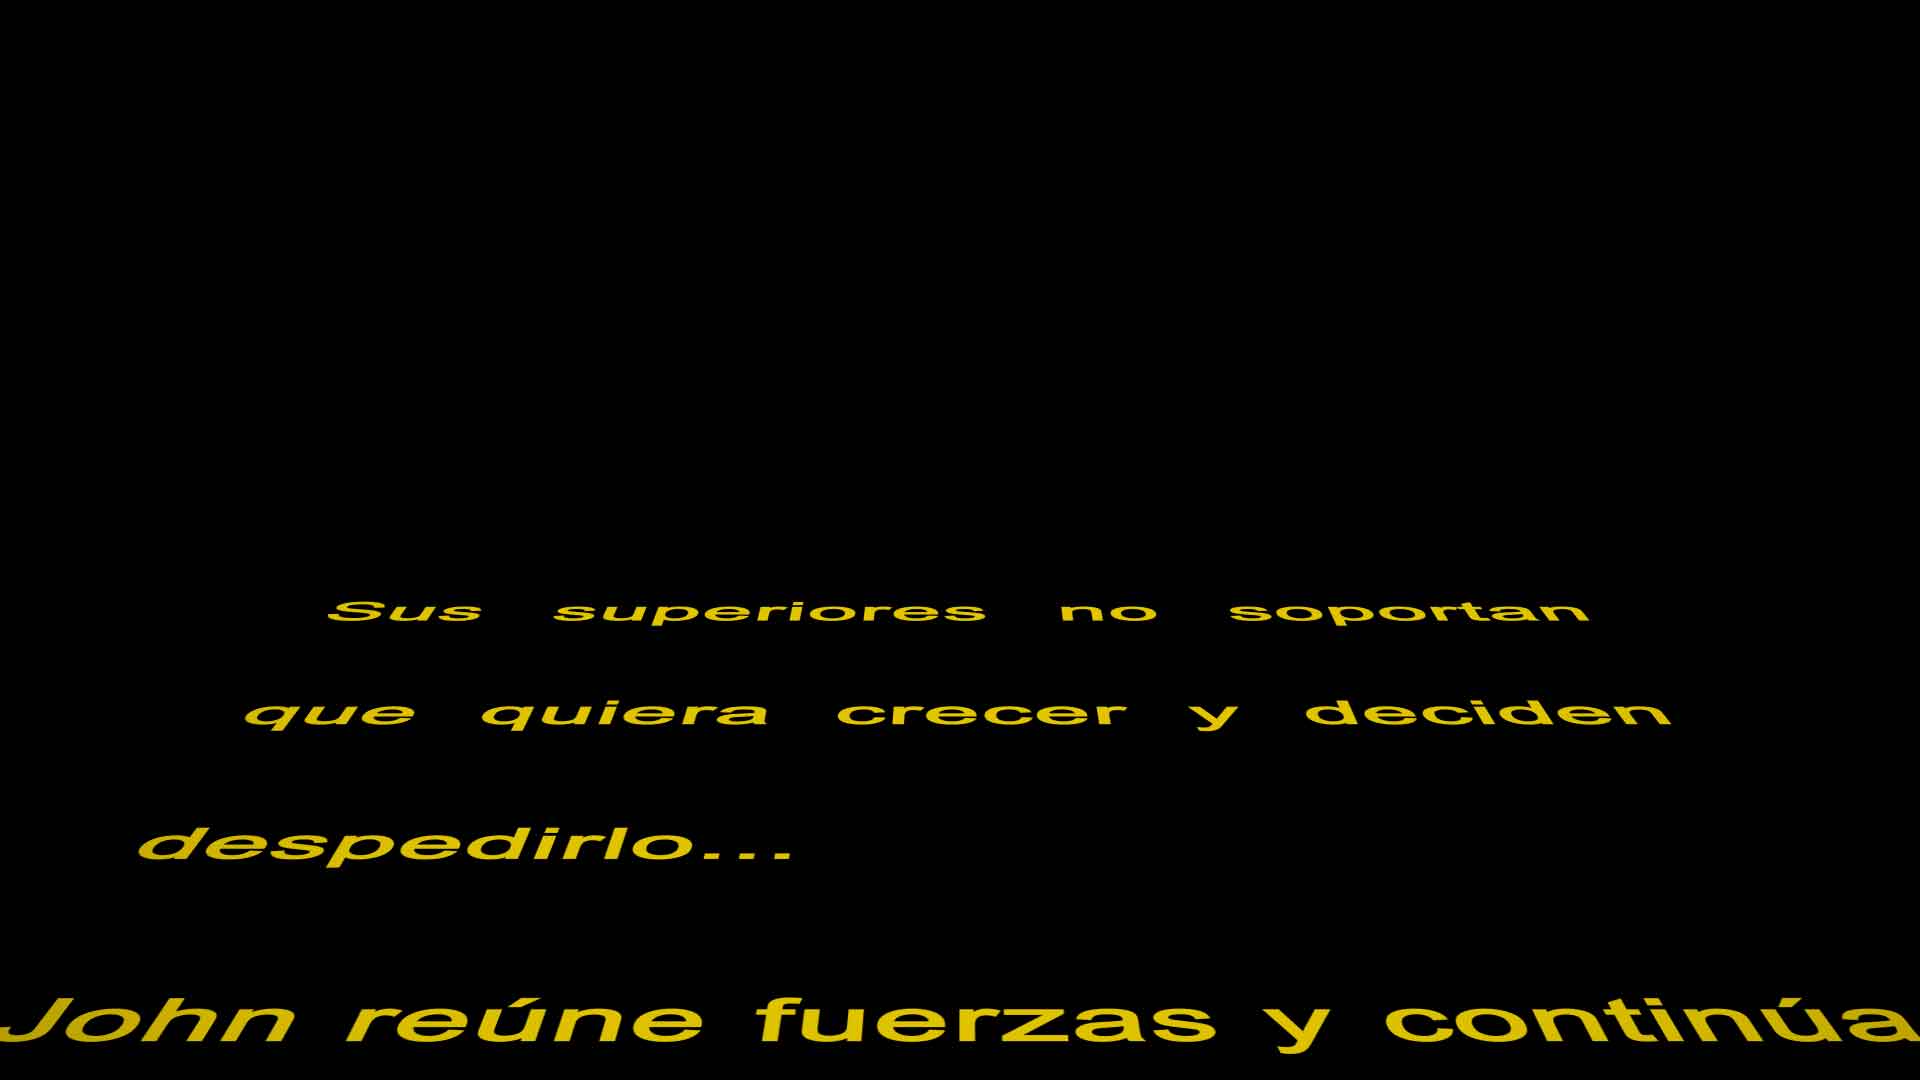 Sus superiores no soportan
que quiera crecer y deciden
despedirlo...
John reúne fuerzas y continúa